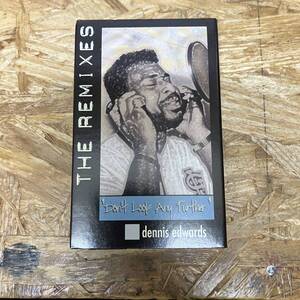 THE REMIXES
"Don't Look Any Further"
dennis edwards